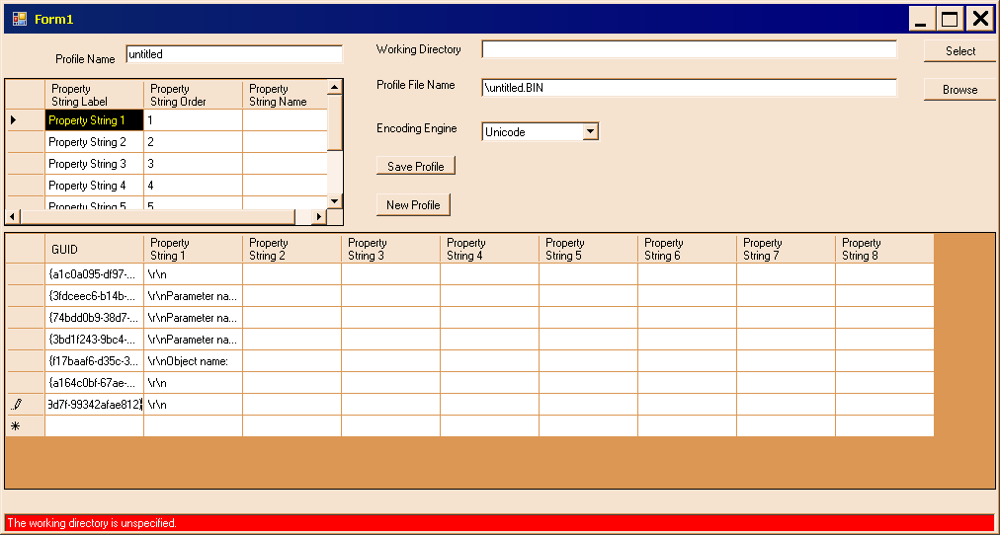 Form1
Profile Name untitled
Working Directory
Select
Profile File Name \untitled.BIN
Browse
Encoding Engine Unicode
Save Profile
New Profile
Property String Label Property String Order Property String Name
Property String 1 1
Property String 2 2
Property String 3 3
Property String 4 4
Property String 5 5
GUID Property String 1 Property String 2 Property String 3 Property String 4 Property String 5 Property String 6 Property String 7 Property String 8
{a1c0a095-df97-... \r\n
{3fdceec6-b14b-... \r\nParameter na...
{74bdd0b9-38d7-... \r\nParameter na...
{3bd1f243-9bc4-... \r\nParameter na...
{f17baaf6-d35c-3... \r\nObject name:
{a164c0bf-67ae-... \r\n
9d7f-99342afae812} \r\n
The working directory is unspecified.